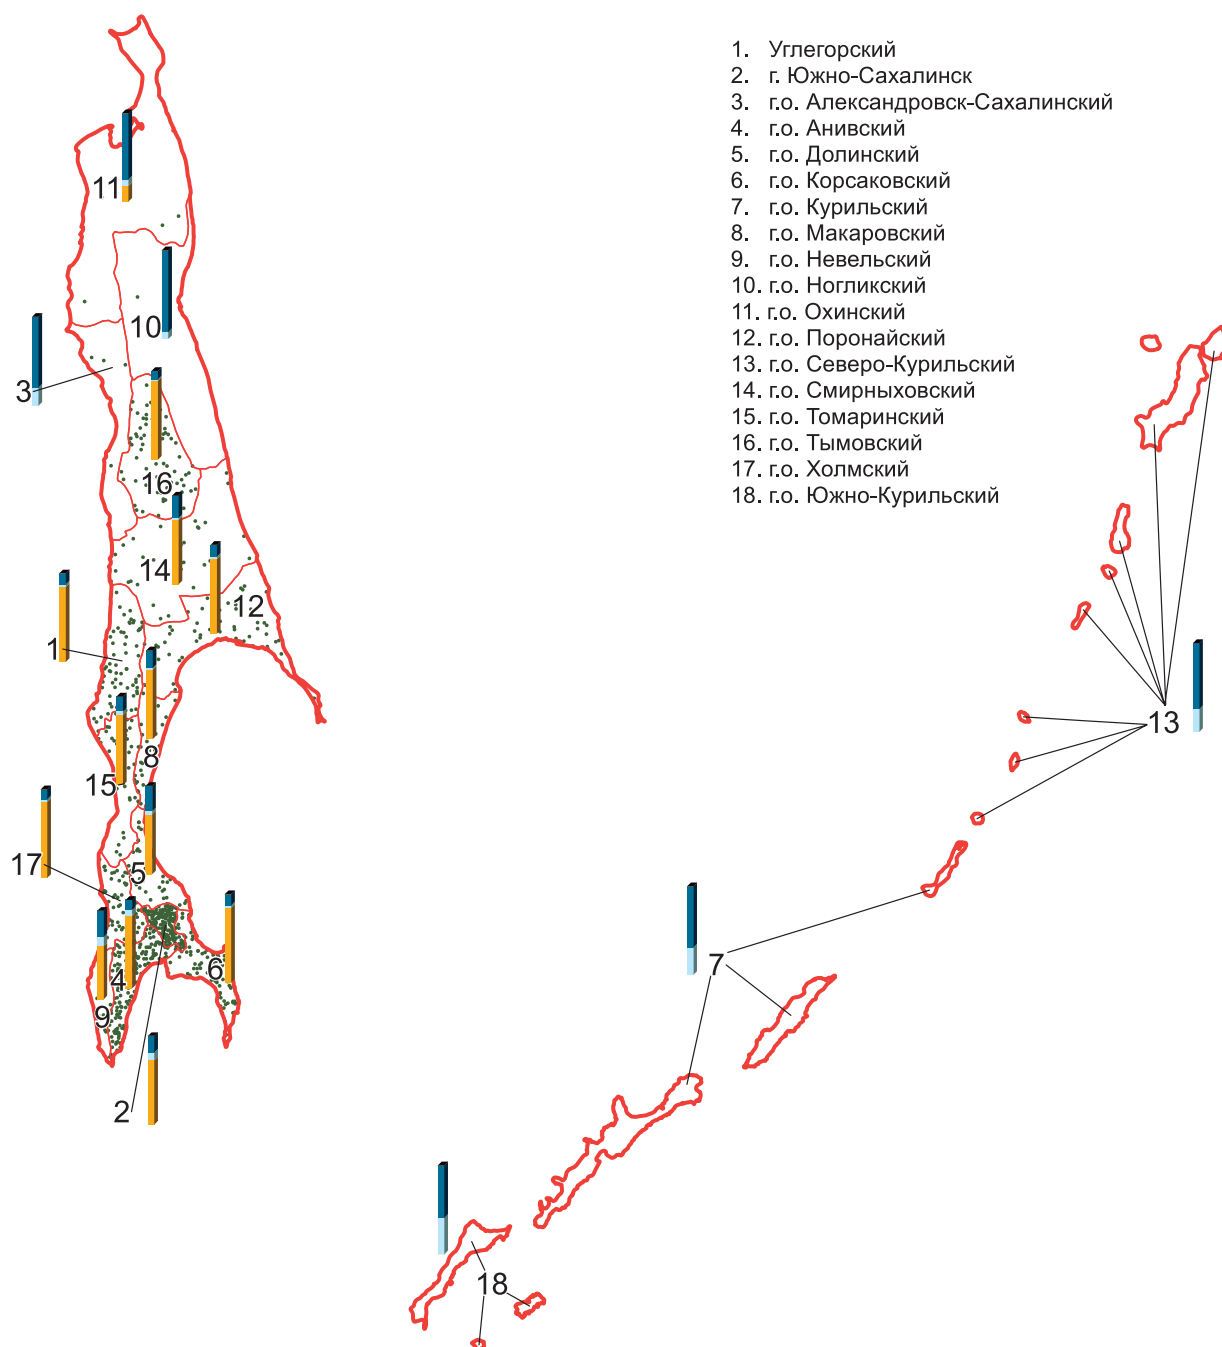 1. Углегорский
2. г. Южно-Сахалинск
3. г.о. Александровск-Сахалинский
4. г.о. Анивский
5. г.о. Долинский
6. г.о. Корсаковский
7. г.о. Курильский
8. г.о. Макаровский
9. г.о. Невельский
10. г.о. Ногликский
11. г.о. Охинский
12. г.о. Поронайский
13. г.о. Северо-Курильский
14. г.о. Смирныховский
15. г.о. Томаринский
16. г.о. Тымовский
17. г.о. Холмский
18. г.о. Южно-Курильский
11
10
3
16
14
12
1
13
8
15
17
5
7
6
4
9
2
18